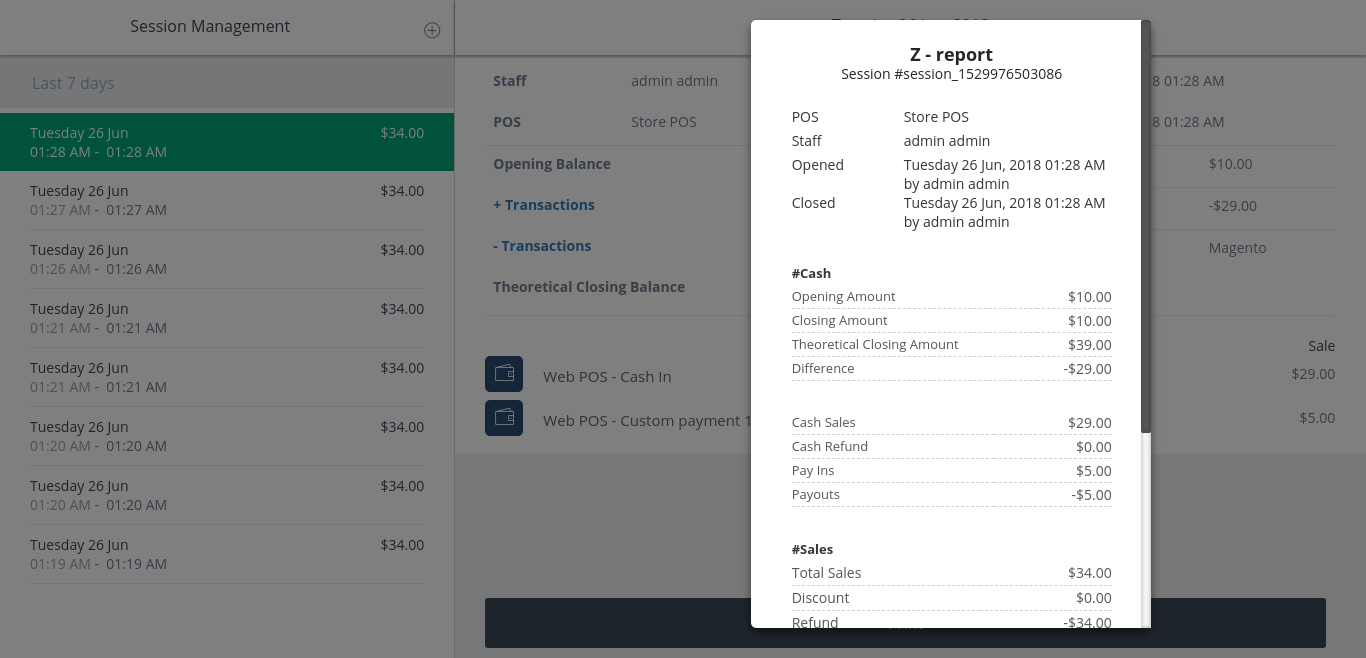 Session Management
Last 7 days
Tuesday 26 Jun $34.00
01:28 AM - 01:28 AM
Tuesday 26 Jun $34.00
01:27 AM - 01:27 AM
Tuesday 26 Jun $34.00
01:26 AM - 01:26 AM
Tuesday 26 Jun $34.00
01:21 AM - 01:21 AM
Tuesday 26 Jun $34.00
01:21 AM - 01:21 AM
Tuesday 26 Jun $34.00
01:20 AM - 01:20 AM
Tuesday 26 Jun $34.00
01:20 AM - 01:20 AM
Tuesday 26 Jun $34.00
01:19 AM - 01:19 AM
Staff admin admin 8 01:28 AM
POS Store POS 8 01:28 AM
Opening Balance $10.00
+ Transactions -$29.00
- Transactions Magento
Theoretical Closing Balance
Sale
Web POS - Cash In $29.00
Web POS - Custom payment 1 $5.00
Z - report
Session #session_1529976503086
POS Store POS
Staff admin admin
Opened Tuesday 26 Jun, 2018 01:28 AM
by admin admin
Closed Tuesday 26 Jun, 2018 01:28 AM
by admin admin
#Cash
Opening Amount $10.00
Closing Amount $10.00
Theoretical Closing Amount $39.00
Difference -$29.00
Cash Sales $29.00
Cash Refund $0.00
Pay Ins $5.00
Payouts -$5.00
#Sales
Total Sales $34.00
Discount $0.00
Refund -$34.00